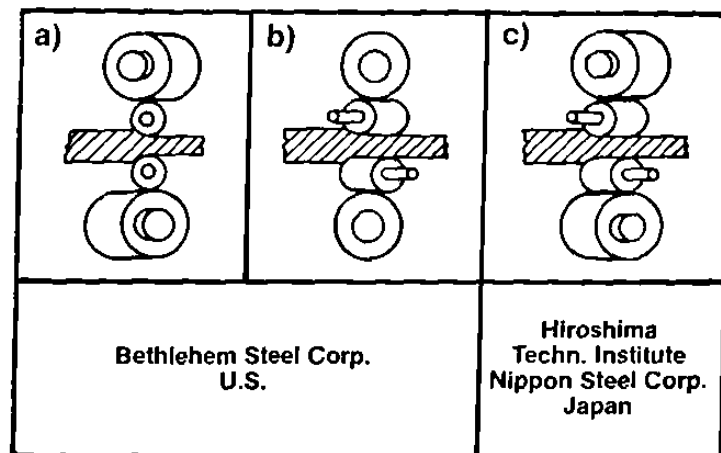 a)
b)
c)
Bethlehem Steel Corp.
U.S.
Hiroshima
Techn. Institute
Nippon Steel Corp.
Japan